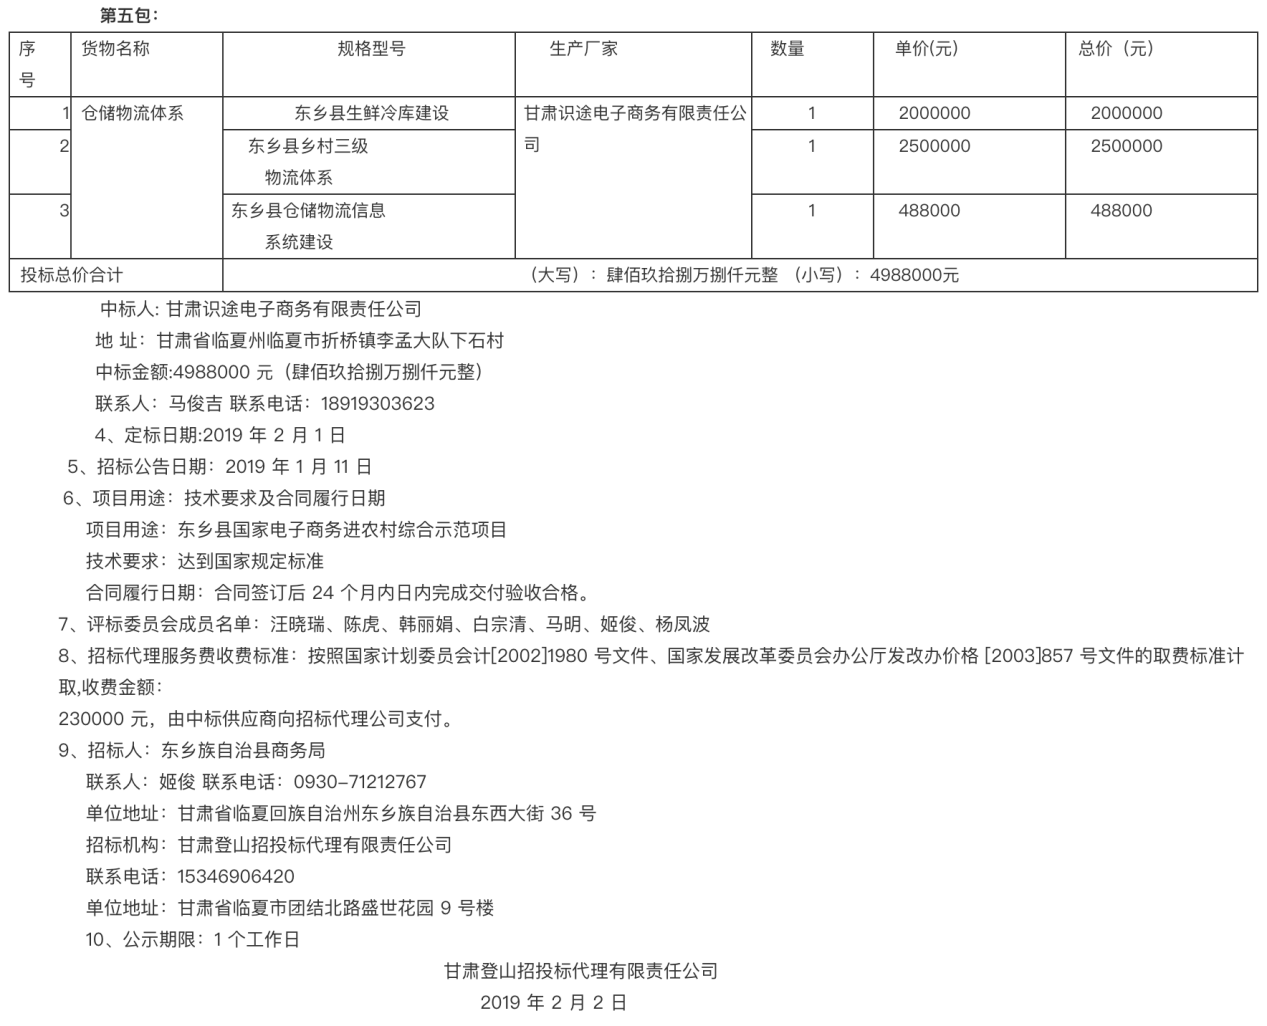 第五包：
序号 货物名称 规格型号 生产厂家 数量 单价(元) 总价（元）
1 仓储物流体系 东乡县生鲜冷库建设 甘肃识途电子商务有限责任公司 1 2000000 2000000
2 东乡县乡村三级物流体系 1 2500000 2500000
3 东乡县仓储物流信息系统建设 1 488000 488000
投标总价合计 （大写）：肆佰玖拾捌万捌仟元整 （小写）：4988000元
中标人: 甘肃识途电子商务有限责任公司
地 址：甘肃省临夏州临夏市折桥镇李孟大队下石村
中标金额:4988000 元（肆佰玖拾捌万捌仟元整）
联系人：马俊吉 联系电话：18919303623
4、定标日期:2019 年 2 月 1 日
5、招标公告日期：2019 年 1 月 11 日
6、项目用途：技术要求及合同履行日期
项目用途：东乡县国家电子商务进农村综合示范项目
技术要求：达到国家规定标准
合同履行日期：合同签订后 24 个月内日内完成交付验收合格。
7、评标委员会成员名单：汪晓瑞、陈虎、韩丽娟、白宗清、马明、姬俊、杨凤波
8、招标代理服务费收费标准：按照国家计划委员会计[2002]1980 号文件、国家发展改革委员会办公厅发改办价格 [2003]857 号文件的取费标准计
取,收费金额：
230000 元，由中标供应商向招标代理公司支付。
9、招标人：东乡族自治县商务局
联系人：姬俊 联系电话：0930-71212767
单位地址：甘肃省临夏回族自治州东乡族自治县东西大街 36 号
招标机构：甘肃登山招投标代理有限责任公司
联系电话：15346906420
单位地址：甘肃省临夏市团结北路盛世花园 9 号楼
10、公示期限：1 个工作日
甘肃登山招投标代理有限责任公司
2019 年 2 月 2 日